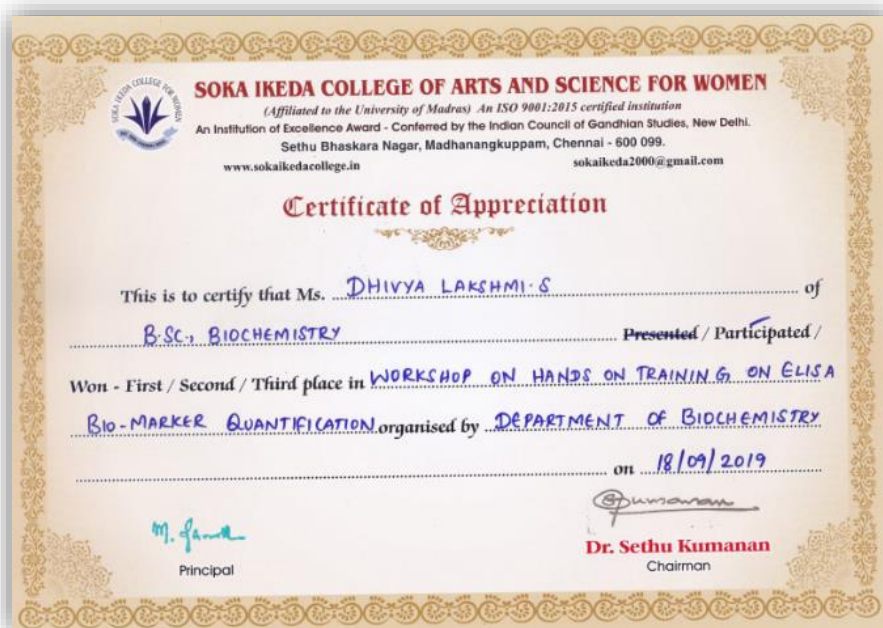 SOKA IKEDA COLLEGE OF ARTS AND SCIENCE FOR WOMEN
(Affiliated to the University of Madras) An ISO 9001:2015 certified institution
An Institution of Excellence Award - Conferred by the Indian Council of Gandhian Studies, New Delhi.
Sethu Bhaskara Nagar, Madhanangkuppam, Chennai - 600 099.
www.sokaikedacollege.in sokaikeda2000@gmail.com
Certificate of Appreciation
This is to certify that Ms. DHIVYA LAKSHMI.S of
B.SC., BIOCHEMISTRY Presented / Participated /
Won - First / Second / Third place in WORKSHOP ON HANDS ON TRAINING ON ELISA
BIO-MARKER QUANTIFICATION organised by DEPARTMENT OF BIOCHEMISTRY
on 18/09/2019
Principal
Dr. Sethu Kumanan
Chairman